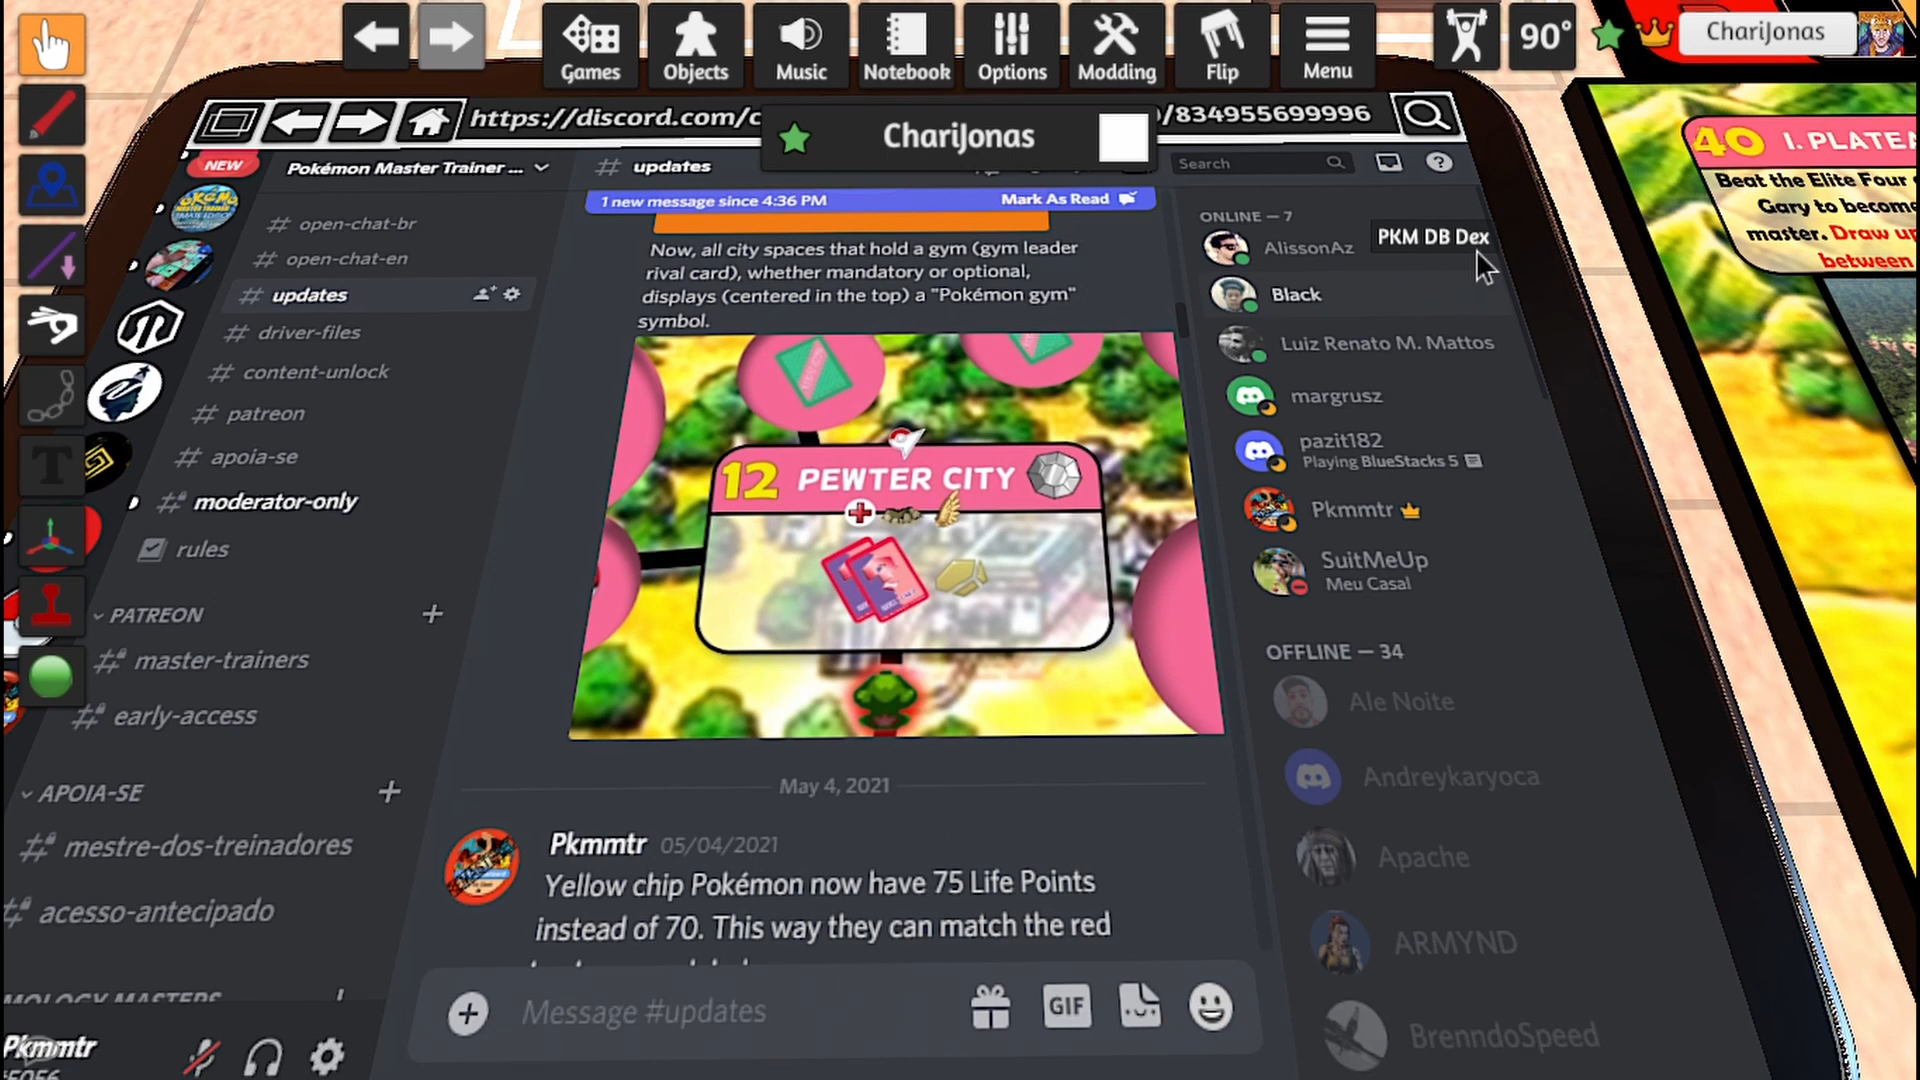 Games
Objects
Music
Notebook
Options
Modding
Flip
Menu
90°
CharíJonas
https://discord.com/c
/834955699996
CharíJonas
NEW
Pokémon Master Trainer ...
# updates
Search
# open-chat-br
# open-chat-en
# updates
# driver-files
# content-unlock
# patreon
# apoia-se
# moderator-only
rules
PATREON
# master-trainers
# early-access
APOIA-SE
# mestre-dos-treinadores
# acesso-antecipado
MOLOGY MASTERS
Pkmmtr
1 new message since 4:36 PM
Mark As Read
Now, all city spaces that hold a gym (gym leader
rival card), whether mandatory or optional,
displays (centered in the top) a "Pokémon gym"
symbol.
12 PEWTER CITY
May 4, 2021
Pkmmtr 05/04/2021
Yellow chip Pokémon now have 75 Life Points
instead of 70. This way they can match the red
Message #updates
GIF
ONLINE — 7
AlissonAz
PKM DB Dex
Black
Luiz Renato M. Mattos
margrusz
pazit182
Playing BlueStacks 5
Pkmmtr
SuitMeUp
Meu Casal
OFFLINE — 34
Ale Noite
Andreykaryoca
Apache
ARMYND
BrenndoSpeed
40 I. PLATEA
Beat the Elite Four
Gary to become
master. Draw up
between